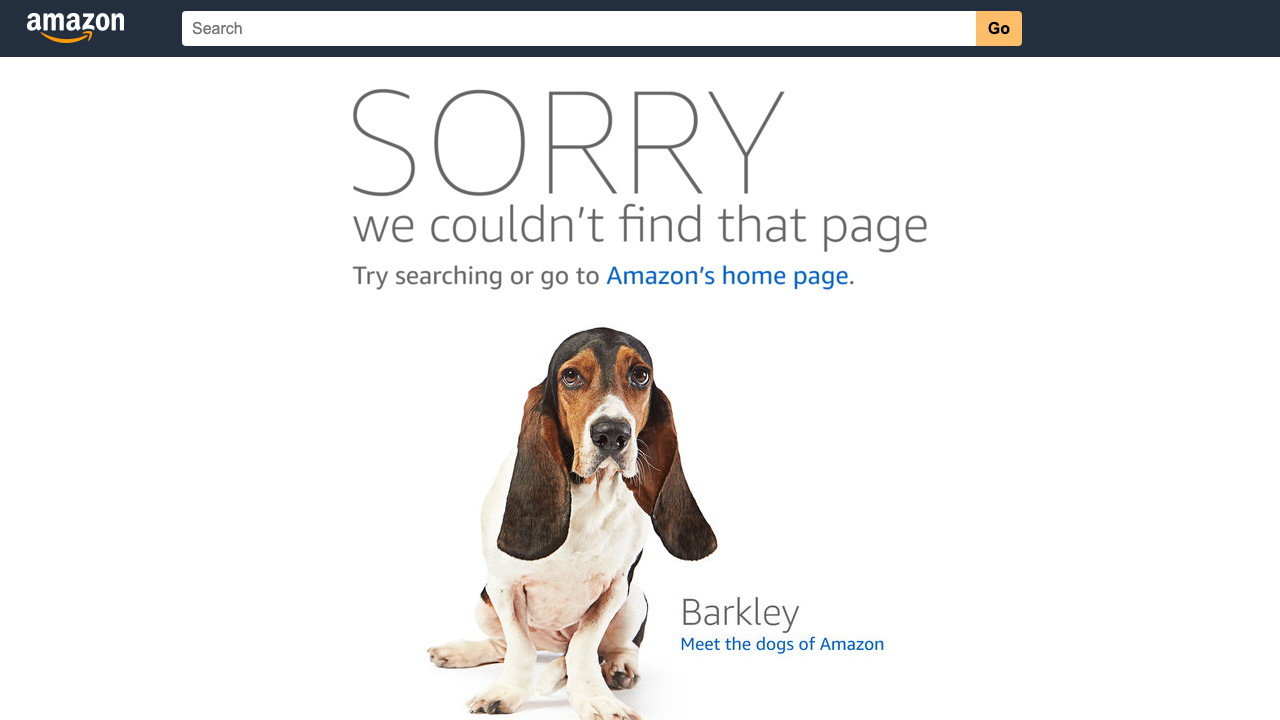 amazon
Search
Go
SORRY
we couldn't find that page
Try searching or go to Amazon's home page.
Barkley
Meet the dogs of Amazon